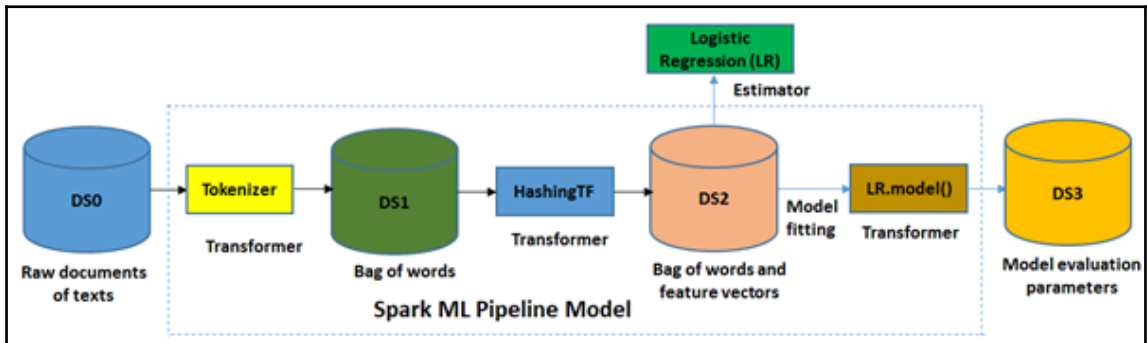 Logistic
Regression (LR)
Estimator
DS0
Tokenizer
DS1
HashingTF
DS2
Model
fitting
LR.model()
DS3
Transformer
Transformer
Transformer
Raw documents
of texts
Bag of words
Bag of words and
feature vectors
Model evaluation
parameters
Spark ML Pipeline Model